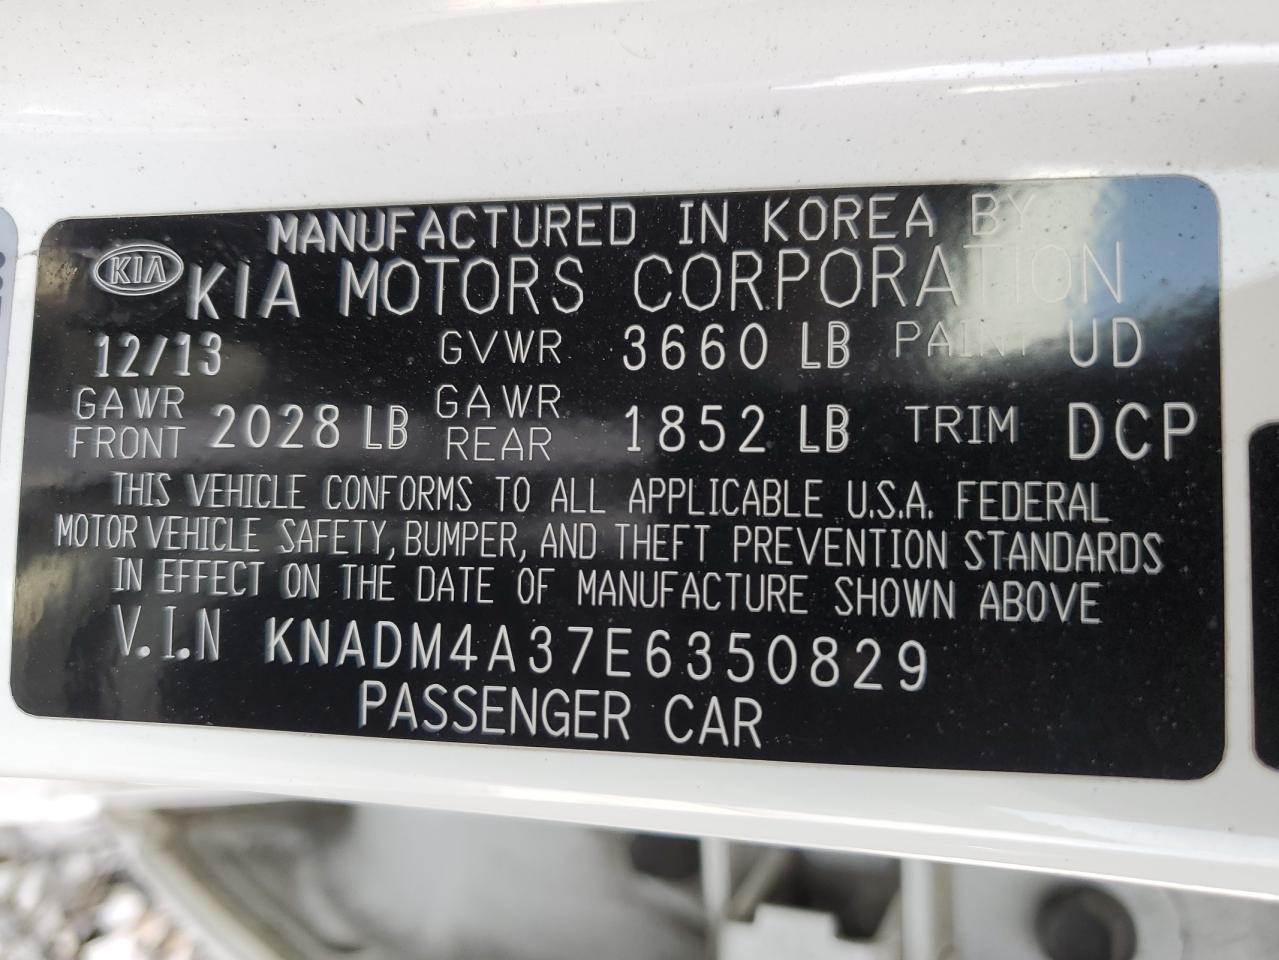 MANUFACTURED IN KOREA BY
KIA KIA MOTORS CORPORATION
12/13 GVWR 3660 LB PAINT UD
GAWR FRONT 2028 LB GAWR REAR 1852 LB TRIM DCP
THIS VEHICLE CONFORMS TO ALL APPLICABLE U.S.A. FEDERAL
MOTOR VEHICLE SAFETY, BUMPER, AND THEFT PREVENTION STANDARDS
IN EFFECT ON THE DATE OF MANUFACTURE SHOWN ABOVE
V.I.N KNADM4A37E6350829
PASSENGER CAR